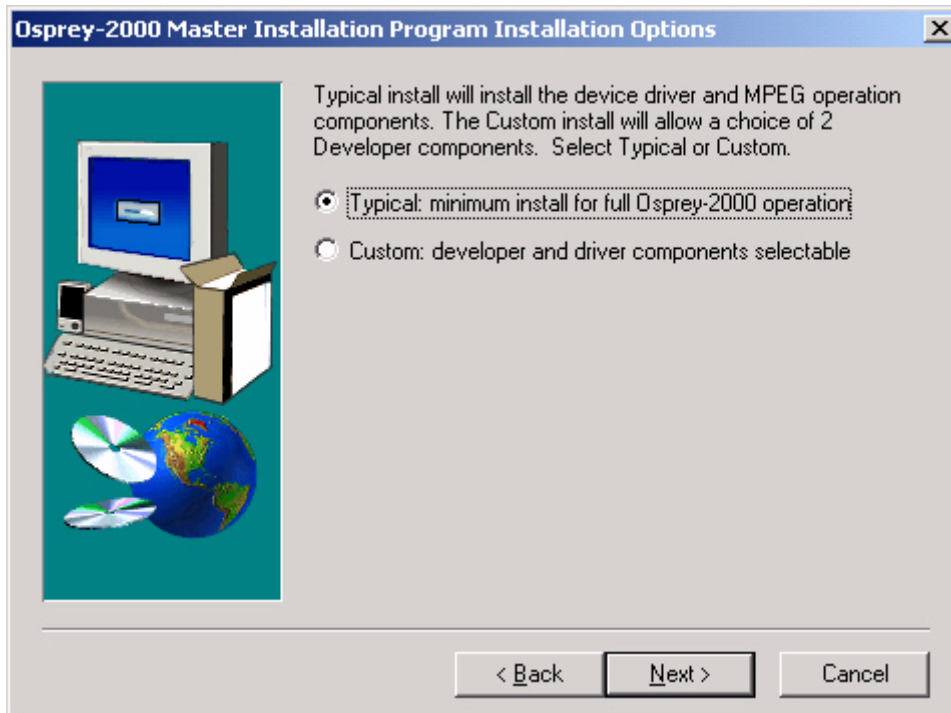 Osprey-2000 Master Installation Program Installation Options
Typical install will install the device driver and MPEG operation
components. The Custom install will allow a choice of 2
Developer components.  Select Typical or Custom.
Typical: minimum install for full Osprey-2000 operation
Custom: developer and driver components selectable
< Back
Next >
Cancel